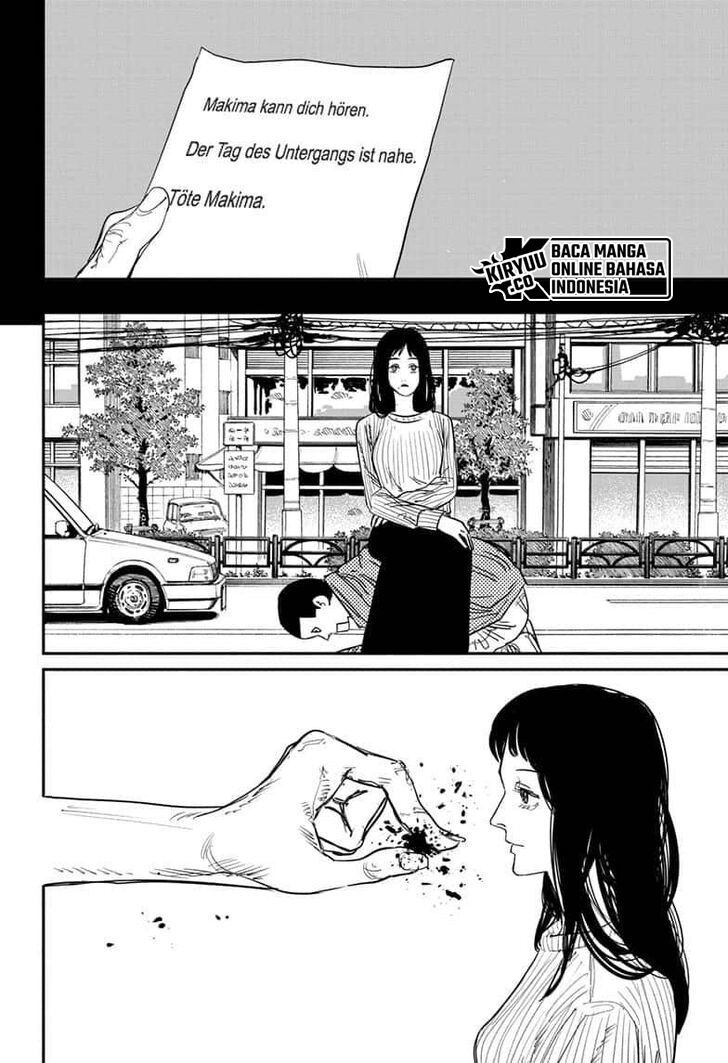 Makima kann dich hören.
Der Tag des Untergangs ist nahe.
Töte Makima.
KIRYUU
.CO
BACA MANGA
ONLINE BAHASA
INDONESIA